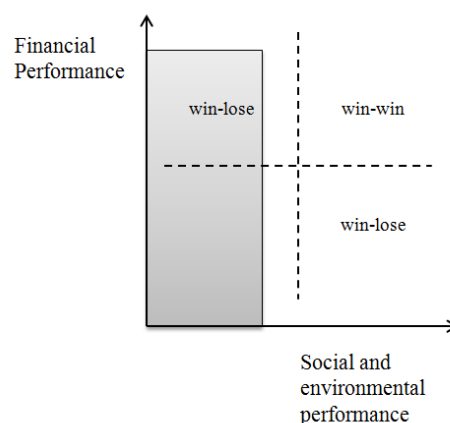 Financial
Performance
win-lose
win-win
win-lose
Social and
environmental
performance